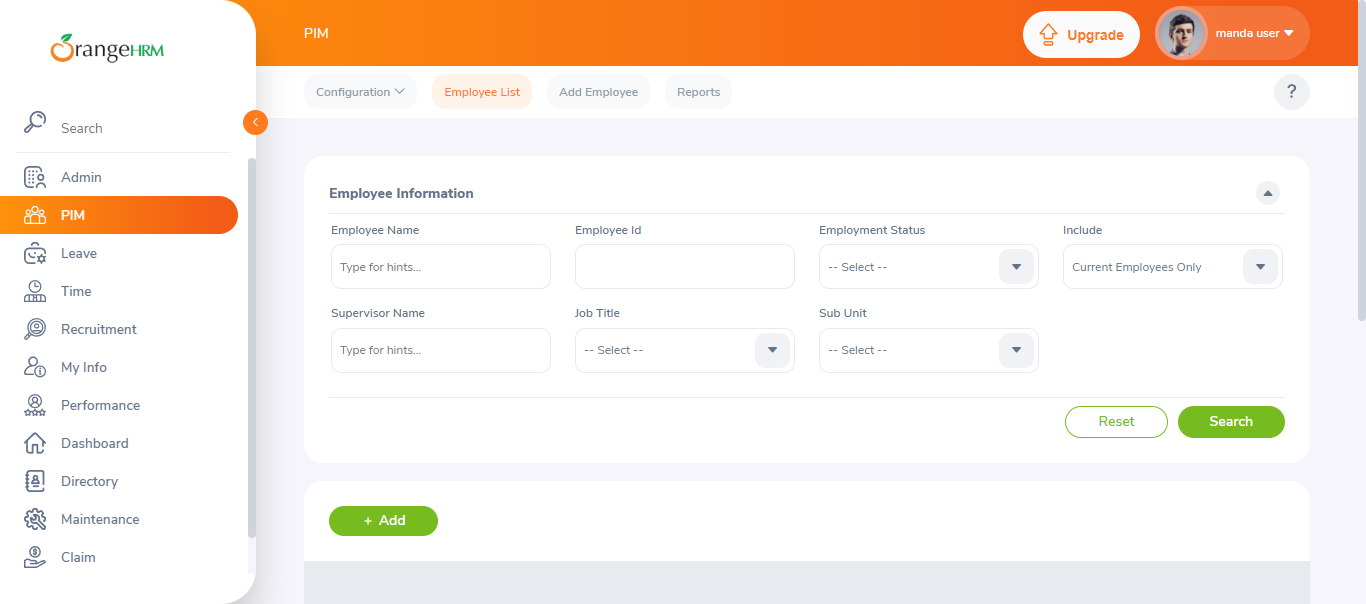 OrangeHRM
PIM
Upgrade
manda user
Configuration
Employee List
Add Employee
Reports
?
Search
Admin
PIM
Leave
Time
Recruitment
My Info
Performance
Dashboard
Directory
Maintenance
Claim
Employee Information
Employee Name
Employee Id
Employment Status
Include
Type for hints...
-- Select --
Current Employees Only
Supervisor Name
Job Title
Sub Unit
Type for hints...
-- Select --
-- Select --
Reset
Search
+ Add